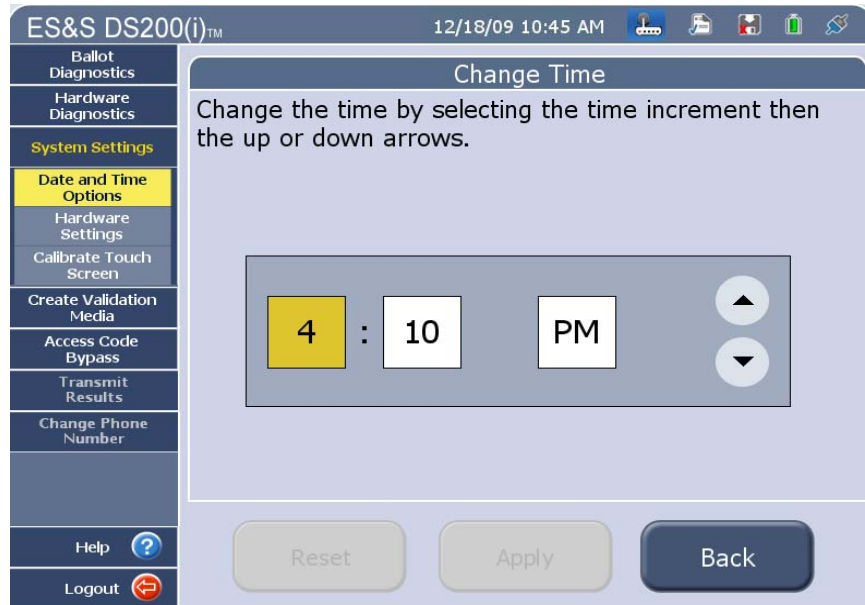 ES&S DS200(i)™ 12/18/09 10:45 AM
Ballot
Diagnostics
Hardware
Diagnostics
System Settings
Date and Time
Options
Hardware
Settings
Calibrate Touch
Screen
Create Validation
Media
Access Code
Bypass
Transmit
Results
Change Phone
Number
Help ?
Logout
Change Time
Change the time by selecting the time increment then
the up or down arrows.
4 : 10 PM
Reset Apply Back